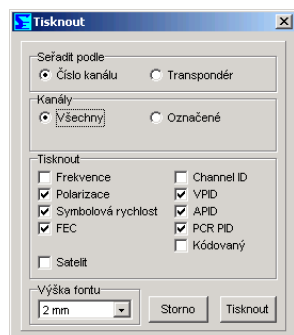 Tisknout
Seřadit podle
Číslo kanálu Transpondér
Kanály
Všechny Označené
Tisknout
Frekvence Channel ID
Polarizace VPID
Symbolová rychlost APID
FEC PCR PID
Kódovaný
Satelit
Výška fontu
2 mm Storno Tisknout